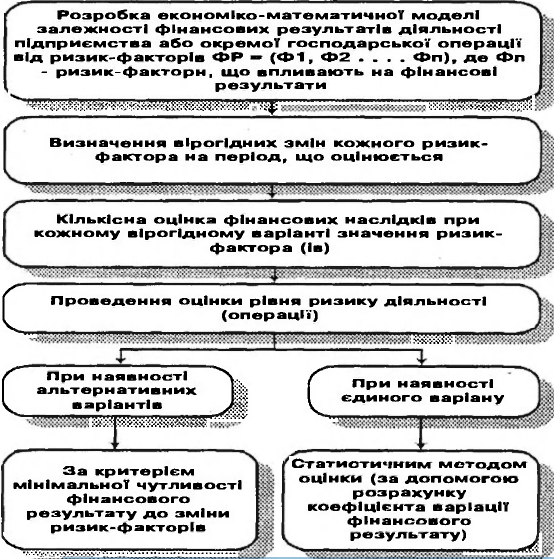 Розробка економіко-математичної моделі
залежності фінансових результатів діяльності
підприємства або окремої господарської операції
від ризик-факторів ФР = (Ф1, Ф2 . . . . Фп), де Фп
- ризик-факторн, що впливають на фінансові
результати
Визначення вірогідних змін кожного ризик-
фактора на період, що оцінюється
Кількісна оцінка фінансових наслідків при
кожному вірогідному варіанті значення ризик-
фактора (ів)
Проведення оцінки рівня ризику діяльності
(операції)
При наявності
альтернативних
варіантів
При наявності
єдиного варіану
За критерієм
мінімальної чутливості
фінансового
результату до зміни
ризик-факторів
Статистичним методом
оцінки (за допомогою
розрахунку
коефіцієнта варіації
фінансового
результату)